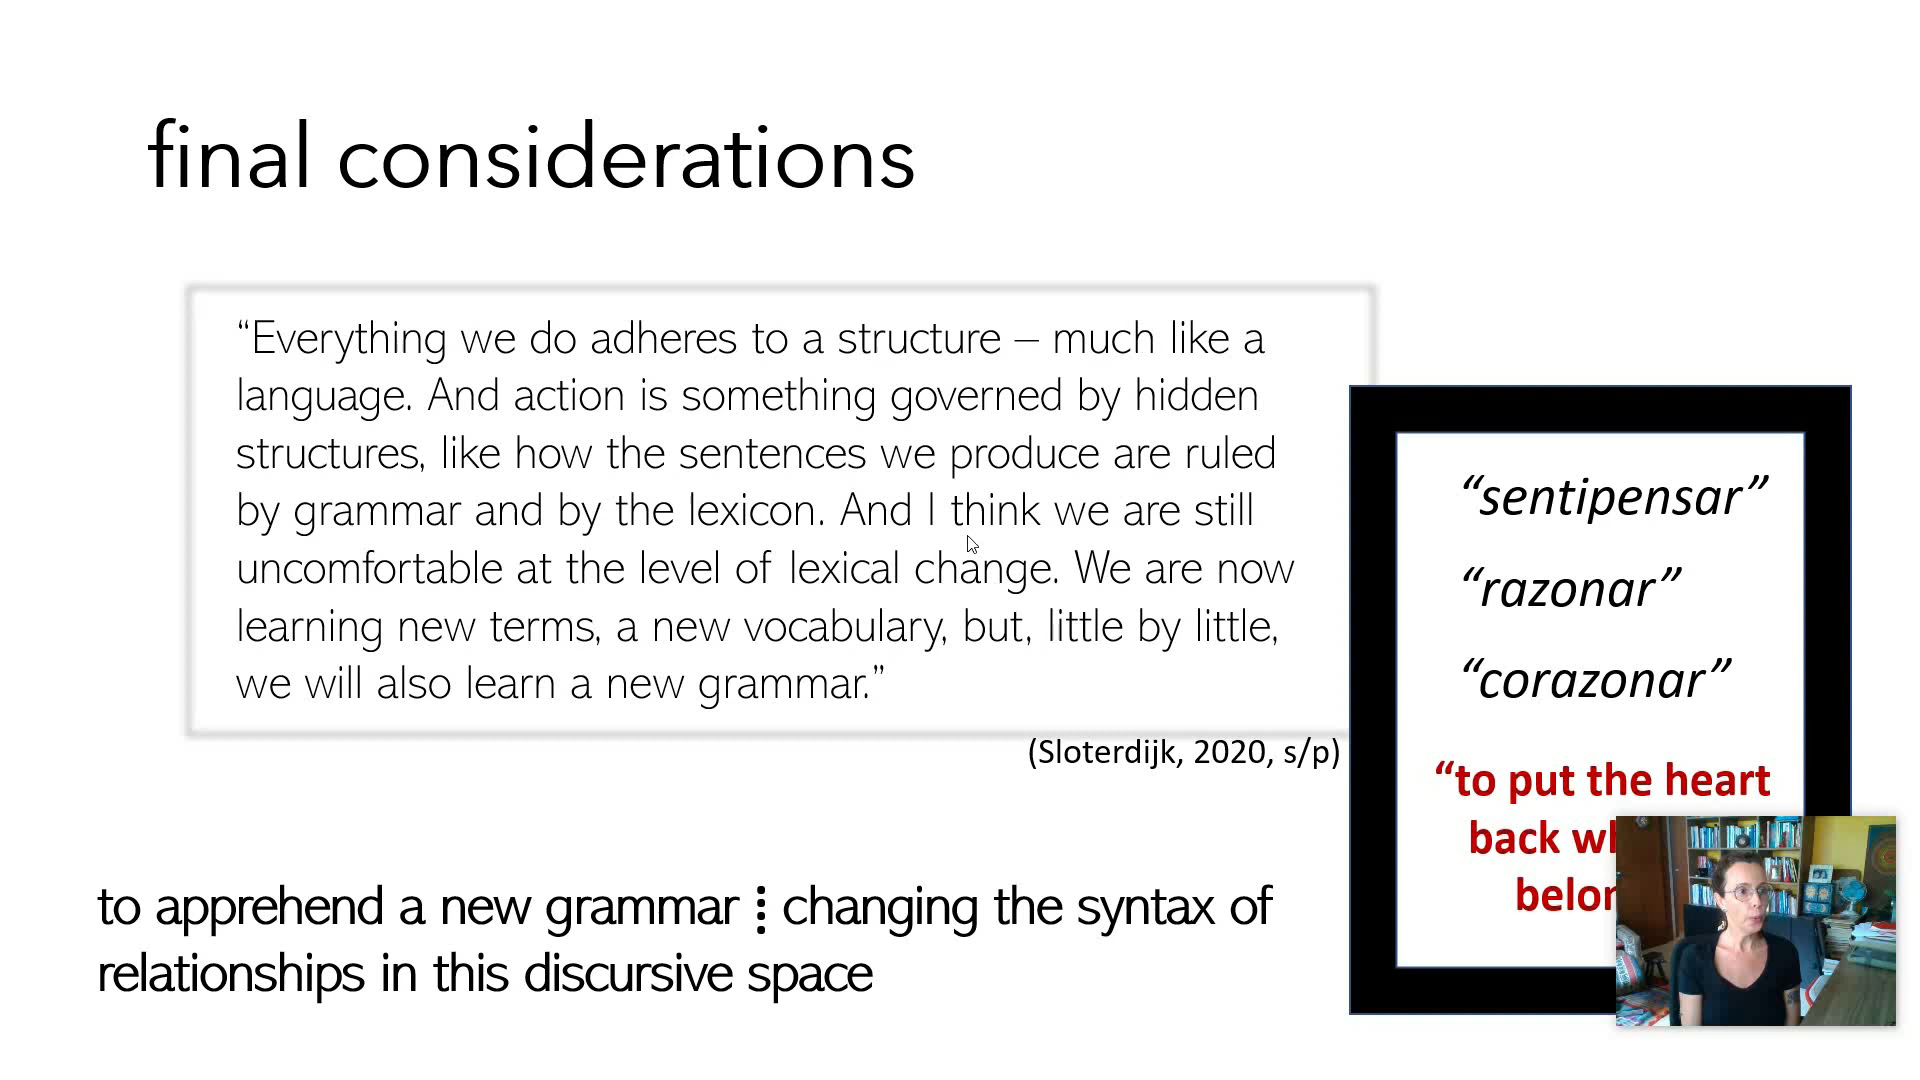 final considerations
“Everything we do adheres to a structure – much like a
language. And action is something governed by hidden
structures, like how the sentences we produce are ruled
by grammar and by the lexicon. And I think we are still
uncomfortable at the level of lexical change. We are now
learning new terms, a new vocabulary, but, little by little,
we will also learn a new grammar.”
(Sloterdijk, 2020, s/p)
“sentipensar”
“razonar”
“corazonar”
“to put the heart
back
to apprehend a new grammar ⁞ changing the syntax of
relationships in this discursive space